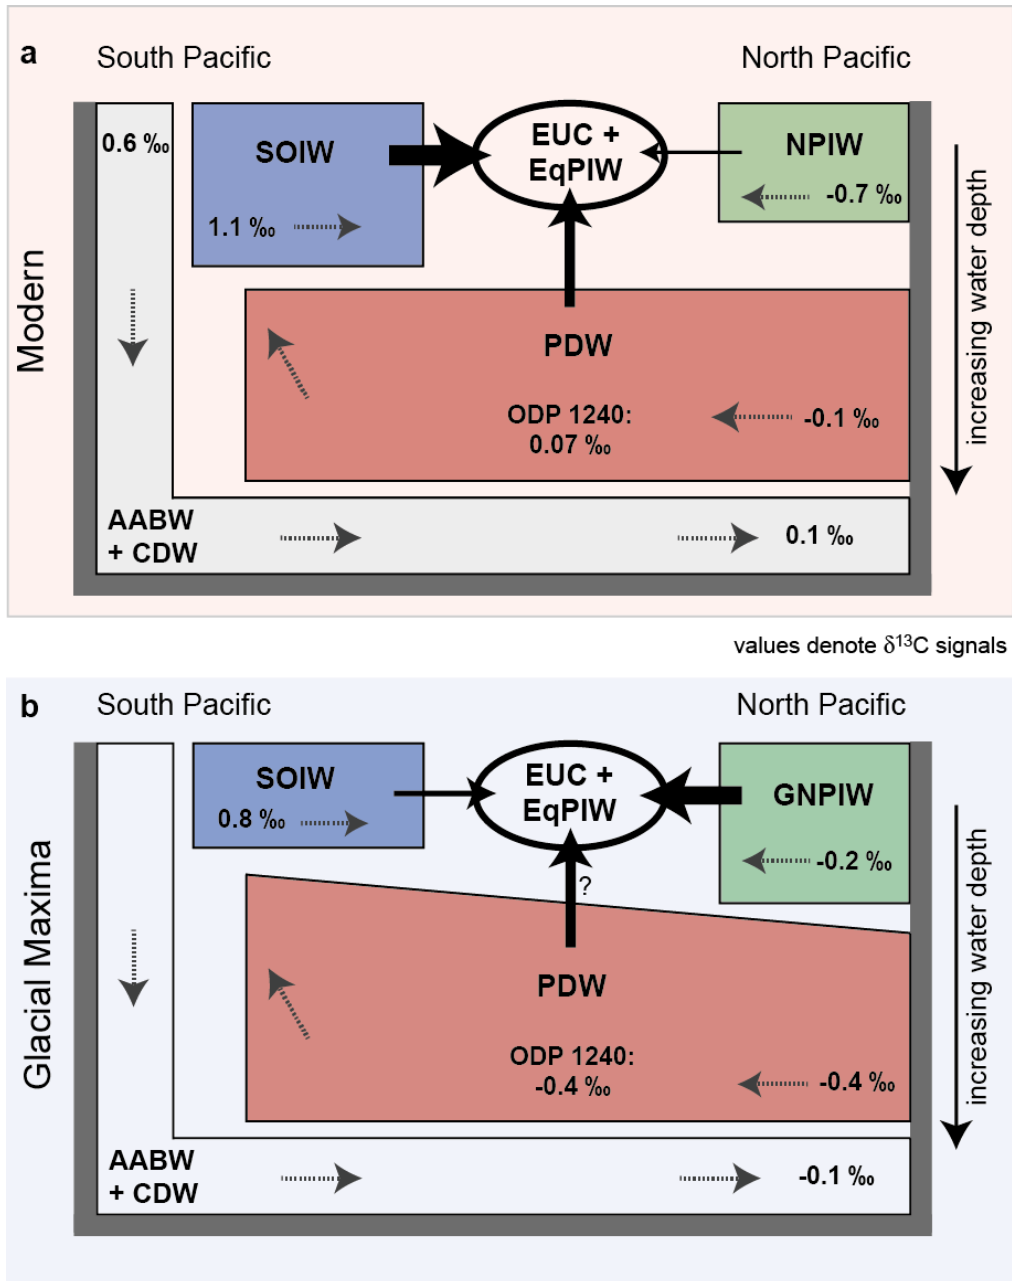 a
South Pacific
North Pacific
0.6 ‰
SOIW
EUC +
EqPIW
NPIW
1.1 ‰
-0.7 ‰
Modern
PDW
ODP 1240:
0.07 ‰
-0.1 ‰
increasing water depth
AABW
+ CDW
0.1 ‰
values denote δ¹³C signals
b
South Pacific
North Pacific
SOIW
EUC +
EqPIW
GNPIW
0.8 ‰
-0.2 ‰
?
Glacial Maxima
PDW
ODP 1240:
-0.4 ‰
-0.4 ‰
increasing water depth
AABW
+ CDW
-0.1 ‰